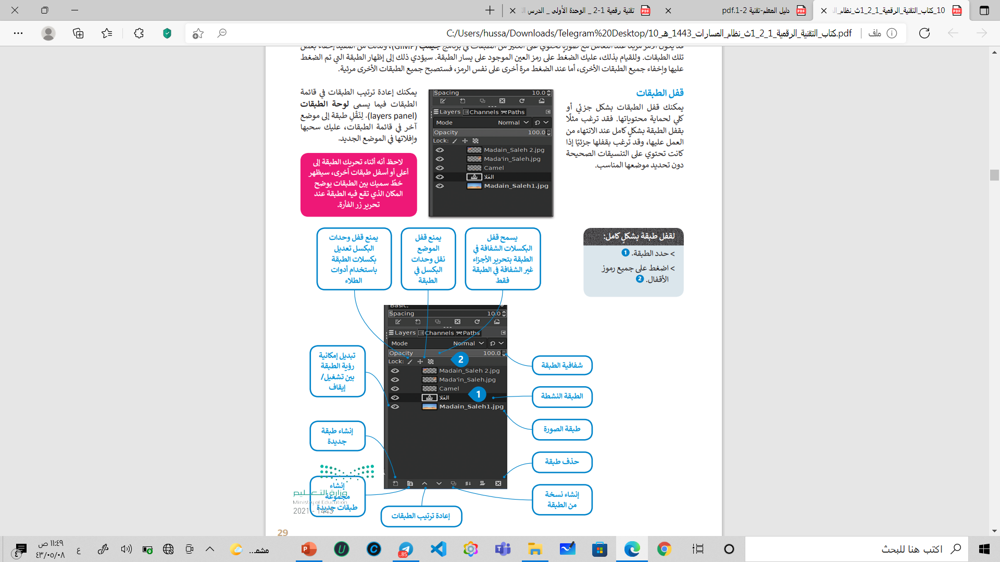 10_كتاب_التقنية_الرقمية_1_2_1ث_نظام_ال
دليل المعلم-تقنية 2-1.pdf
تقنية رقمية 1-2 _ الوحدة الأولى _ الدرس
ملف
C:/Users/hussa/Downloads/Telegram%20Desktop/10_كتاب_التقنية_الرقمية_1_2_1ث_نظام_المسارات_1443_هـ.pdf
تلك الطبقات. وللقيام بذلك، عليك الضغط على رمز العين الموجود على يسار الطبقة. سيؤدي ذلك إلى إظهار الطبقة التي تم الضغط
عليها وإخفاء جميع الطبقات الأخرى، أما عند الضغط مرة أخرى على نفس الرمز، فستصبح جميع الطبقات الأخرى مرئية.
قفل الطبقات
يمكنك قفل الطبقات بشكل جزئي أو
كلي لحماية محتوياتها. فقد ترغب مثلًا
بقفل الطبقة بشكلٍ كامل عند الانتهاء من
العمل عليها، وقد ترغب بقفلها جزئيًا إذا
كانت تحتوي على التنسيقات الصحيحة
دون تحديد موضعها المناسب.
Spacing 10.0
Layers Channels Paths
Mode Normal
Opacity 100.0
Lock:
Madain_Saleh 2.jpg
Mada'in_Saleh.jpg
Camel
العُلا
Madain_Saleh1.jpg
يمكنك إعادة ترتيب الطبقات في قائمة
الطبقات فيما يسمى لوحة الطبقات
(layers panel). لِنَقْلِ طبقة إلى موضع
آخر في قائمة الطبقات، عليك سحبها
وإفلاتها في الموضع الجديد.
لاحظ أنه أثناء تحريك الطبقة إلى
أعلى أو أسفل طبقات أخرى، سيظهر
خطٌ سميك بين الطبقات يوضح
المكان الذي تقع فيه الطبقة عند
تحرير زر الفأرة.
لقفل طبقة بشكلٍ كامل:
> حدد الطبقة. 1
> اضغط على جميع رموز
الأقفال. 2
يسمح قفل
البكسلات الشفافة في
الطبقة بتحرير الأجزاء
غير الشفافة في الطبقة
فقط
يمنع قفل
الموضع
نقل وحدات
البكسل في
الطبقة
يمنع قفل وحدات
البكسل تعديل
بكسلات الطبقة
باستخدام أدوات
الطلاء
Basic,
Spacing 10.0
Layers Channels Paths
Mode Normal
Opacity 100.0
Lock:
2
Madain_Saleh 2.jpg
Mada'in_Saleh.jpg
Camel
العُلا
1
Madain_Saleh1.jpg
شفافية الطبقة
الطبقة النشطة
طبقة الصورة
حذف طبقة
إنشاء نسخة
من الطبقة
تبديل إمكانية
رؤية الطبقة
بين تشغيل/
إيقاف
إنشاء طبقة
جديدة
إنشاء
مجموعة
طبقات جديدة
إعادة ترتيب الطبقات
وزارة التعليم
Ministry of Education
2021 - 1443
29
اكتب هنا للبحث
85
مشم...
ع
١١:٤٩ ص
٤٣/٠٥/٠٨
٤